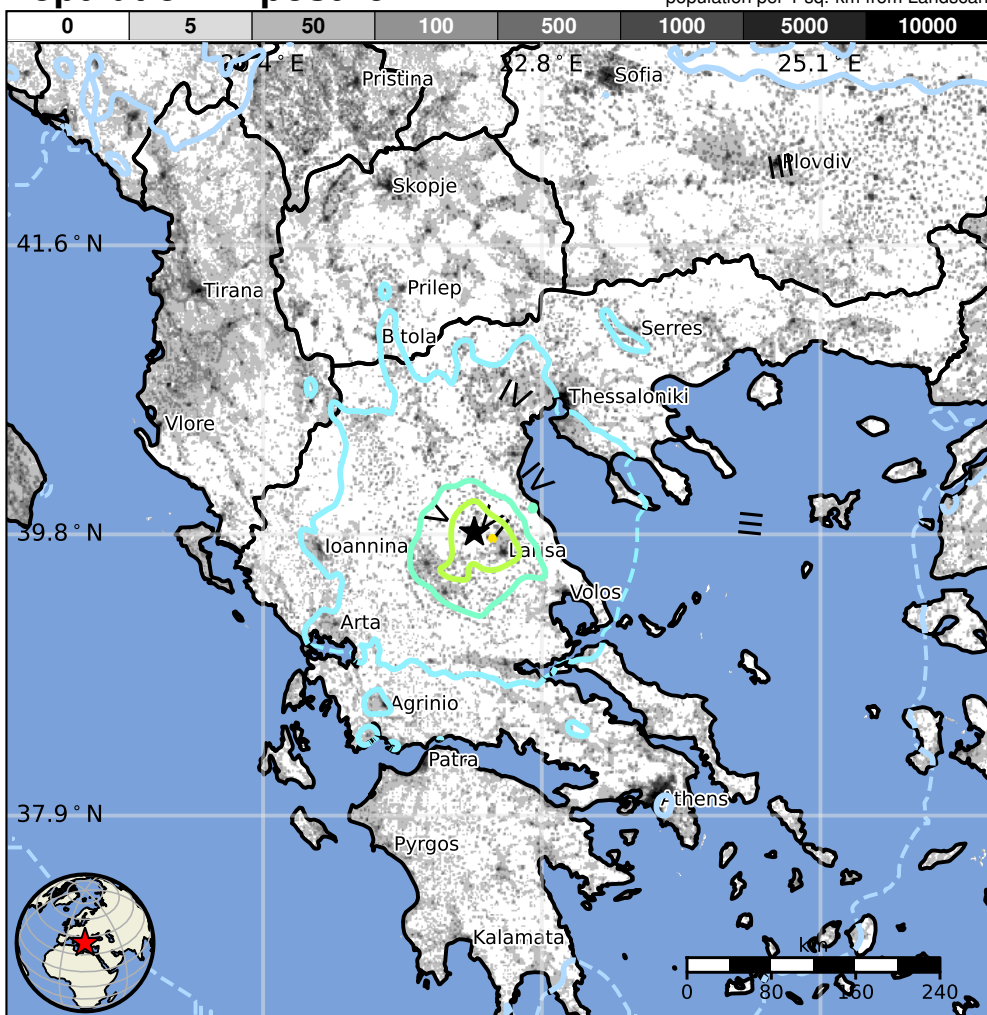 population per 1 sq. km from Landscan
0 5 50 100 500 1000 5000 10000
22.8°E 25.1°E
Pristina
Sofia
Plovdiv
III
Skopje
41.6°N
Tirana
Prilep
Bitola
Serres
IV
Thessaloniki
Vlore
IV
V
III
39.8°N
Ioannina
Larisa
Volos
Arta
Agrinio
Patra
Athens
37.9°N
Pyrgos
Kalamata
km
0 80 160 240